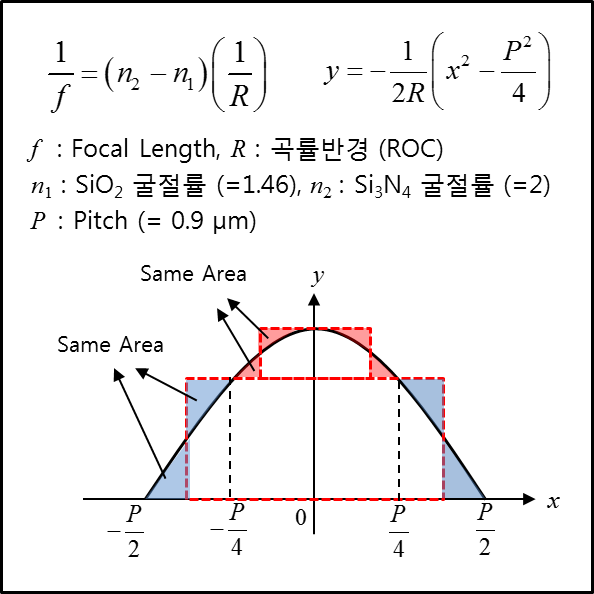 1/f = (n₂ − n₁)(1/R)
y = −1/2R (x² − P²/4)
f : Focal Length, R : 곡률반경 (ROC)
n₁ : SiO₂ 굴절률 (=1.46), n₂ : Si₃N₄ 굴절률 (=2)
P : Pitch (= 0.9 μm)
Same Area
y
Same Area
x
−P/2
−P/4
0
P/4
P/2